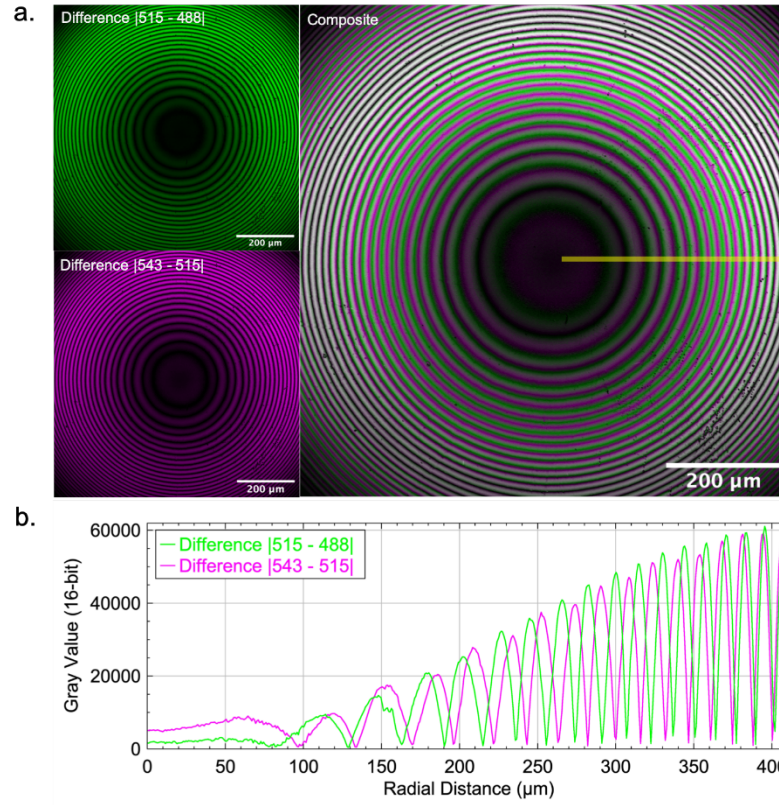 a.
Difference |515 - 488|
200 µm
Difference |543 - 515|
200 µm
Composite
200 µm
b.
Gray Value (16-bit)
60000
40000
20000
0
Difference |515 - 488|
Difference |543 - 515|
0 50 100 150 200 250 300 350
Radial Distance (µm)